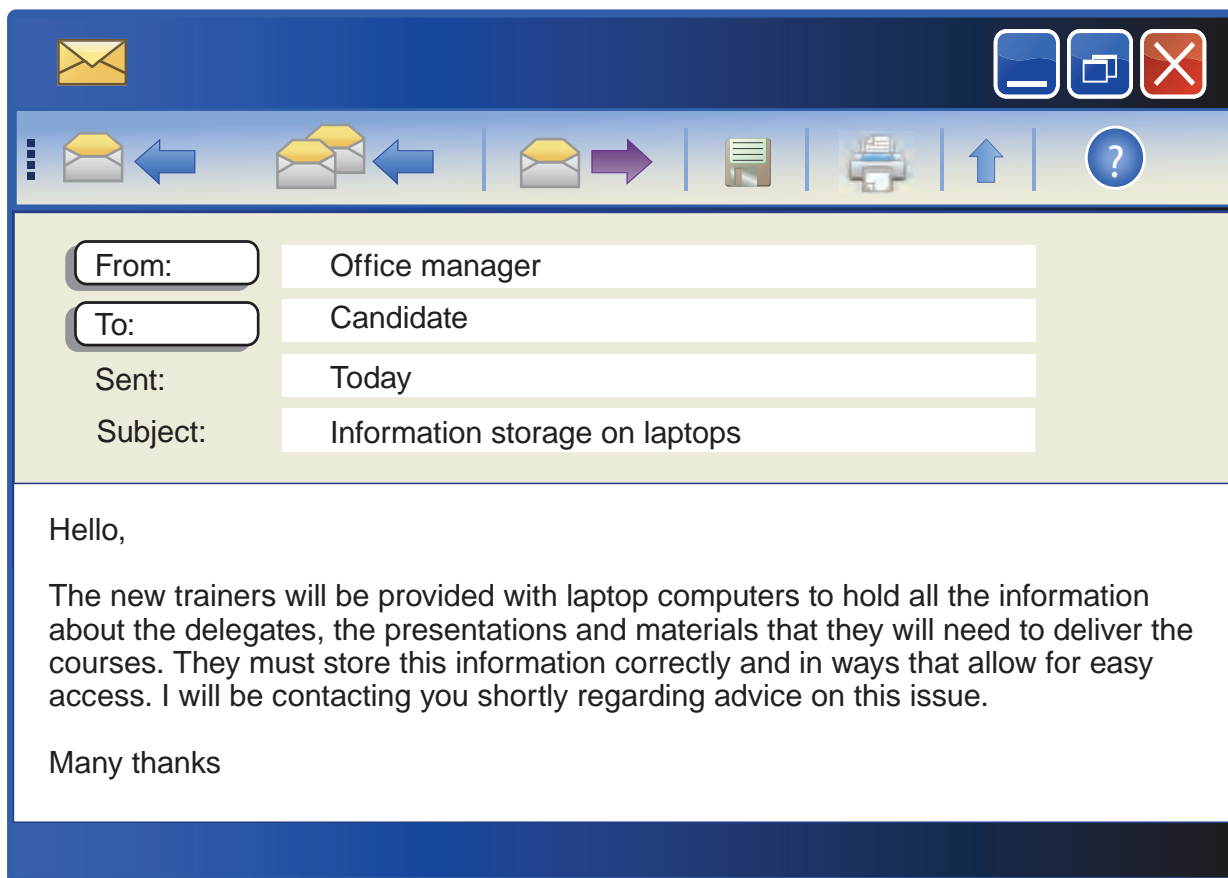 ?
From: Office manager
To: Candidate
Sent: Today
Subject: Information storage on laptops
Hello,
The new trainers will be provided with laptop computers to hold all the information
about the delegates, the presentations and materials that they will need to deliver the
courses. They must store this information correctly and in ways that allow for easy
access. I will be contacting you shortly regarding advice on this issue.
Many thanks